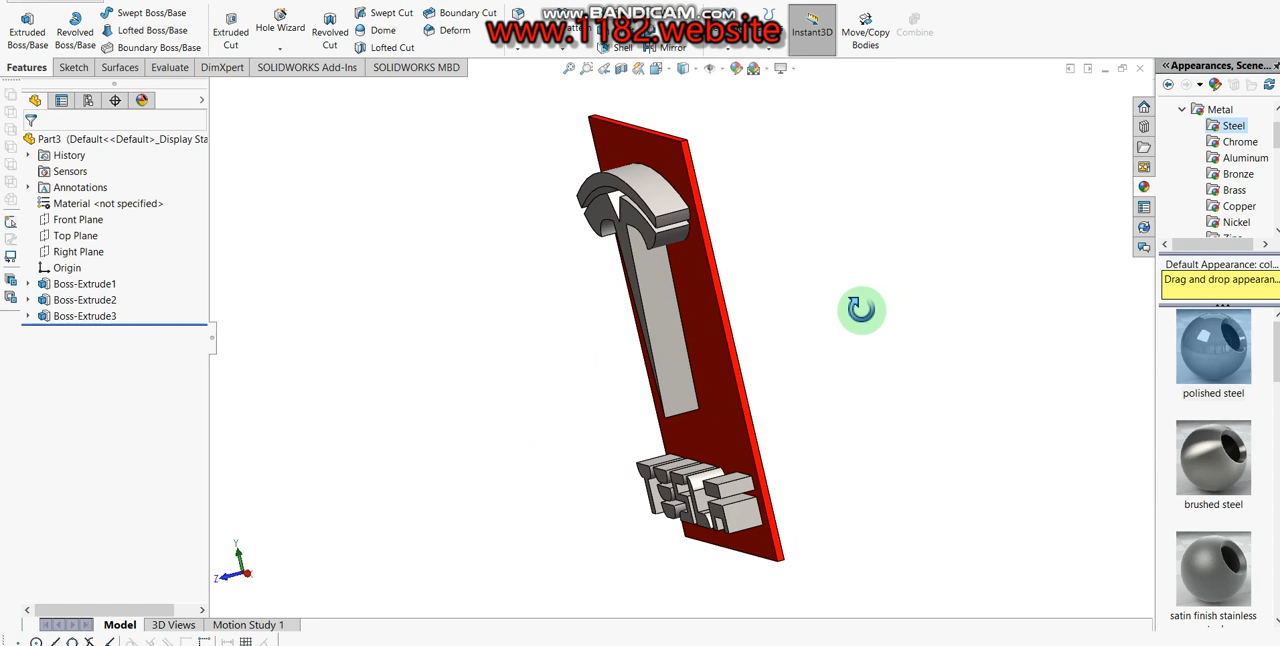 www.BANDICAM.com
www.1182.website
Extruded Boss/Base
Revolved Boss/Base
Swept Boss/Base
Lofted Boss/Base
Boundary Boss/Base
Extruded Cut
Hole Wizard
Revolved Cut
Swept Cut
Dome
Lofted Cut
Boundary Cut
Deform
Shell
Mirror
Instant3D
Move/Copy Bodies
Combine
Features
Sketch
Surfaces
Evaluate
DimXpert
SOLIDWORKS Add-Ins
SOLIDWORKS MBD
Part3 (Default<<Default>_Display Sta
History
Sensors
Annotations
Material <not specified>
Front Plane
Top Plane
Right Plane
Origin
Boss-Extrude1
Boss-Extrude2
Boss-Extrude3
TESLA
Y
Z
Model
3D Views
Motion Study 1
Appearances, Scene...
Metal
Steel
Chrome
Aluminum
Bronze
Brass
Copper
Nickel
Default Appearance: col...
Drag and drop appearan...
polished steel
brushed steel
satin finish stainless